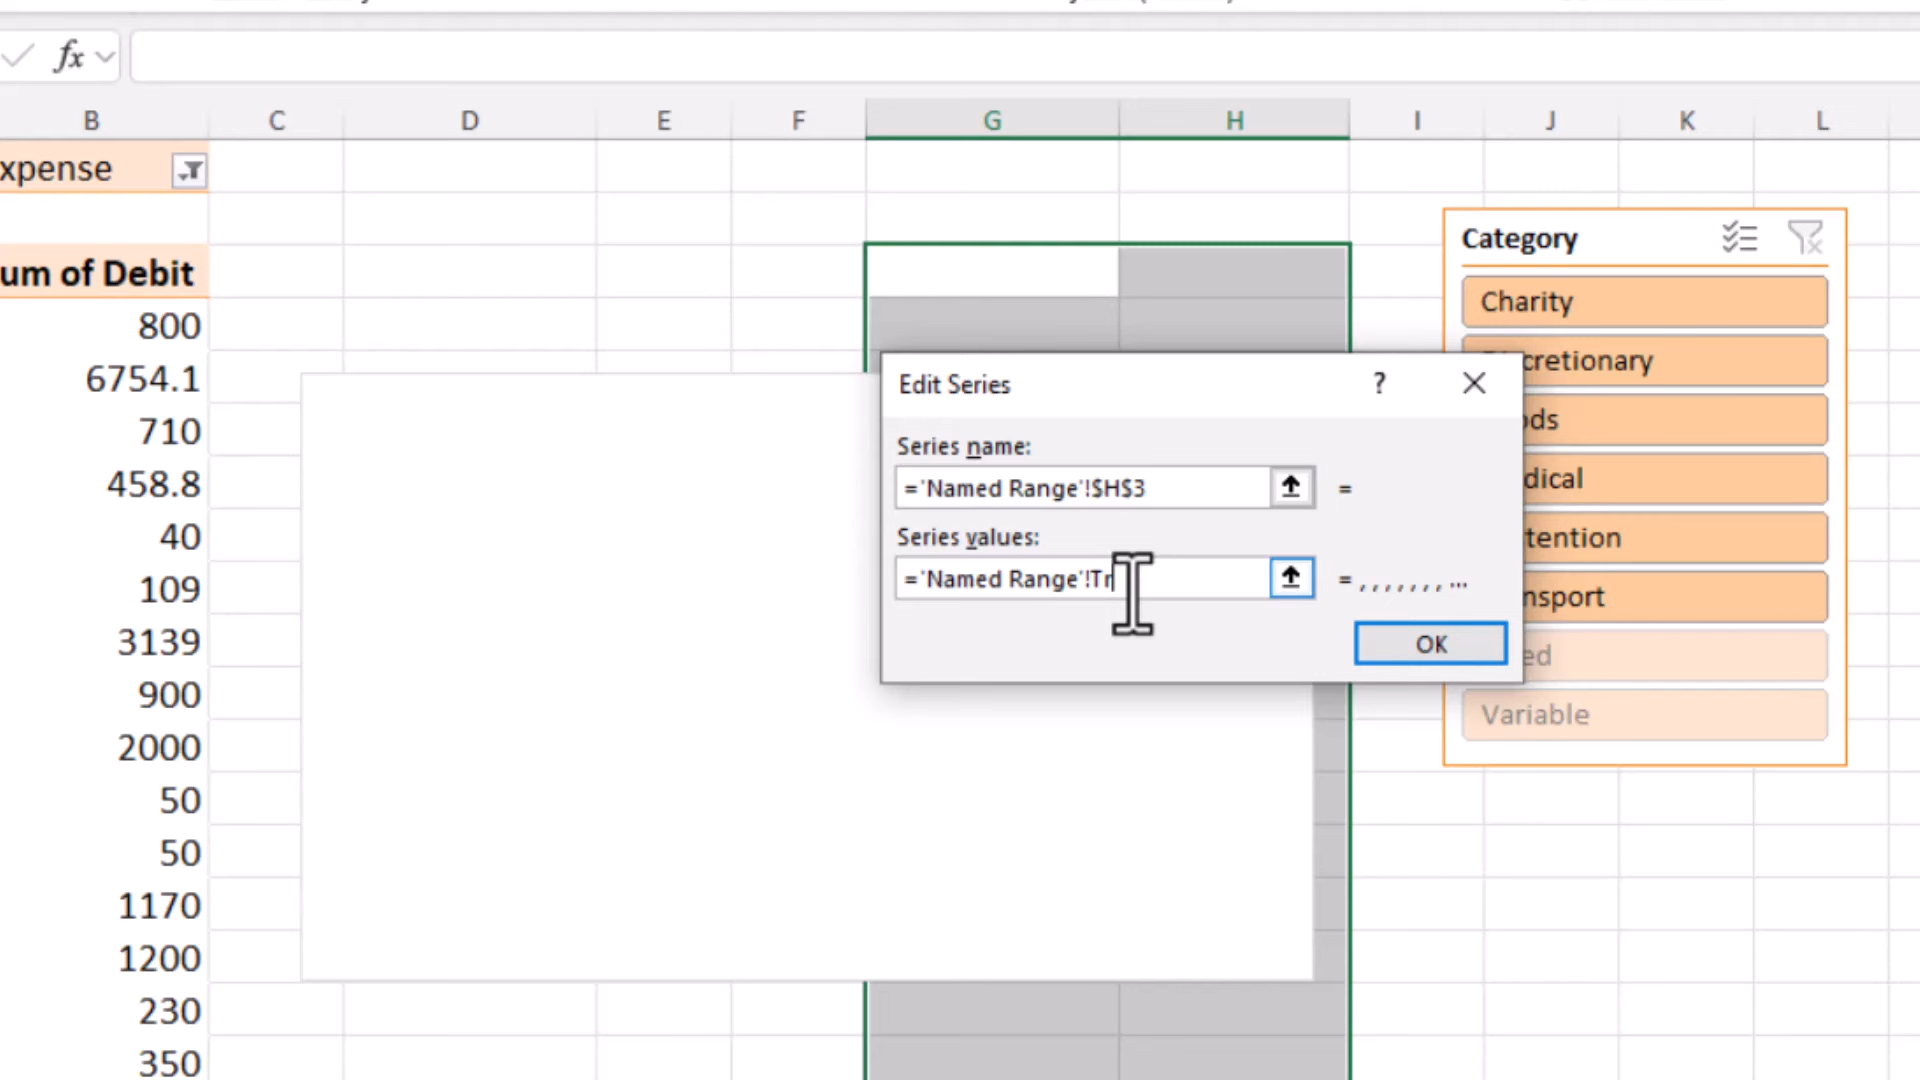 fx
B C D E F G H I J K L
xpense
um of Debit
800
6754.1
710
458.8
40
109
3139
900
2000
50
50
1170
1200
230
350
Edit Series ?
Series name:
='Named Range'!$H$3 =
Series values:
='Named Range'!Tr = , , , , , , , ...
OK
Category
Charity
cretionary
ods
dical
tention
nsport
ed
Variable